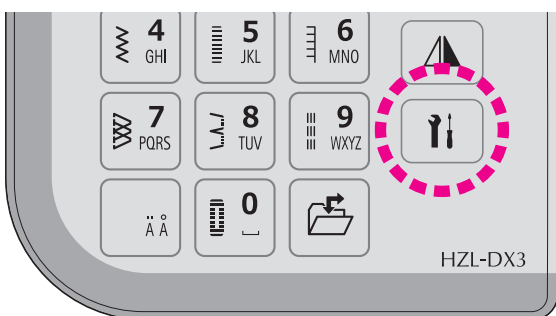 4 5 6
GHI JKL MNO
7 8 9
PQRS TUV WXYZ
Ä Å 0
HZL-DX3